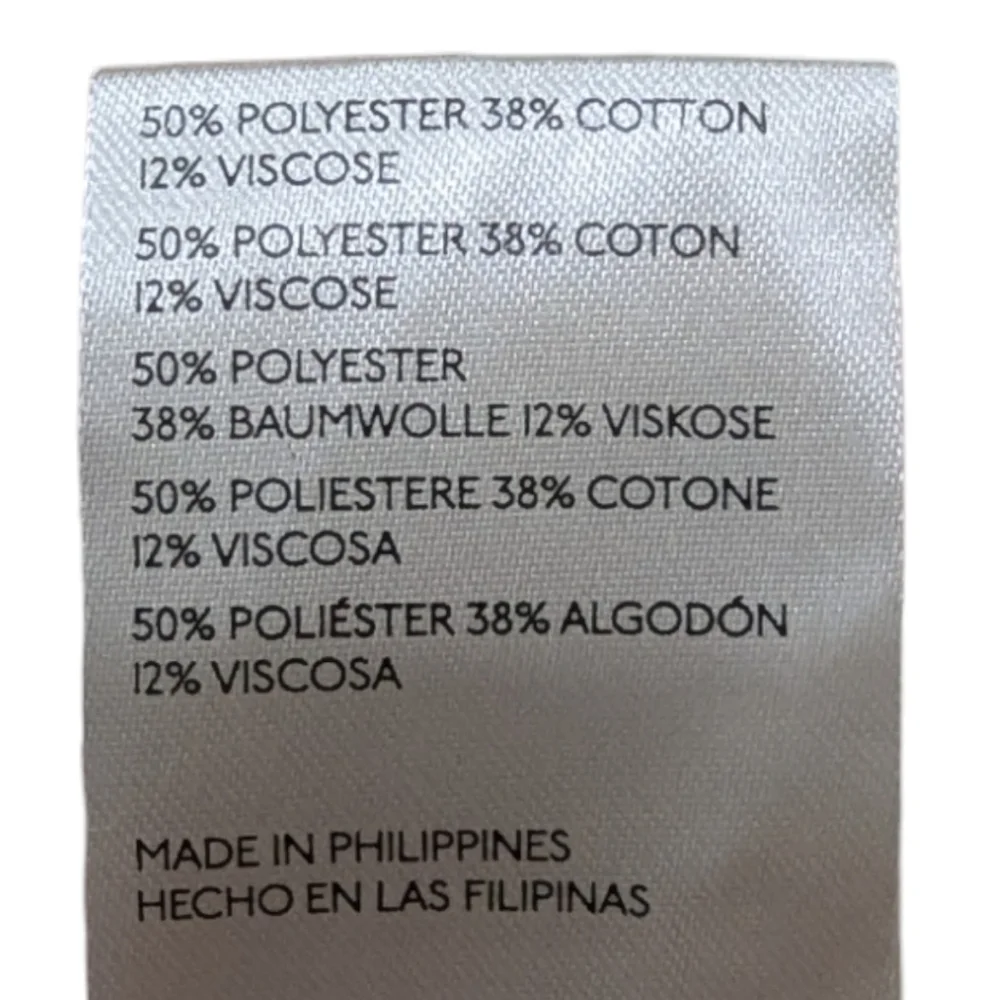 50% POLYESTER 38% COTTON
12% VISCOSE
50% POLYESTER 38% COTON
12% VISCOSE
50% POLYESTER
38% BAUMWOLLE 12% VISKOSE
50% POLIESTERE 38% COTONE
12% VISCOSA
50% POLIÉSTER 38% ALGODÓN
12% VISCOSA
MADE IN PHILIPPINES
HECHO EN LAS FILIPINAS